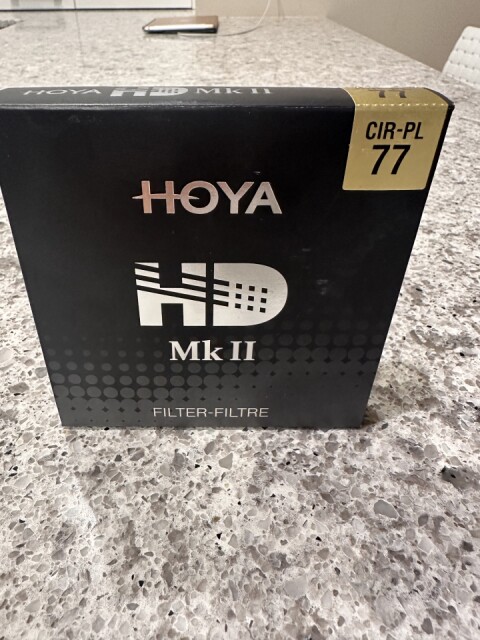 HOYA HD Mk II
CIR-PL
77
HOYA
HD
Mk II
FILTER-FILTRE